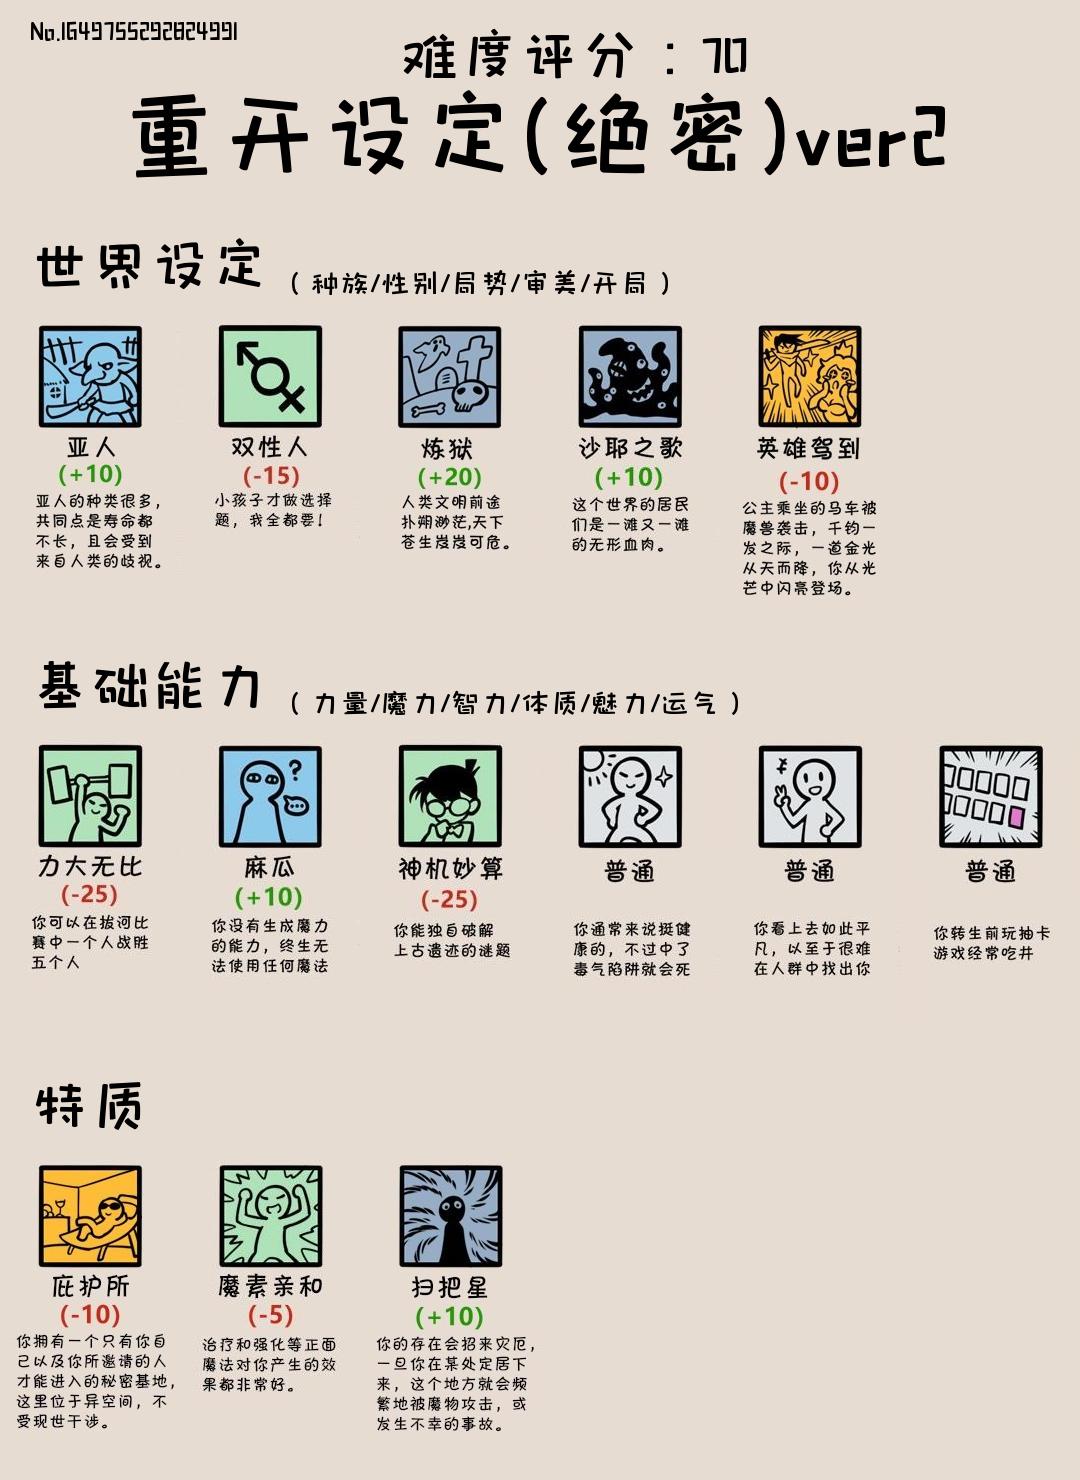 No.1649755292824991
难度评分：70
重开设定(绝密)ver2
世界设定（种族/性别/局势/审美/开局）
亚人
(+10)
亚人的种类很多，
共同点是寿命都
不长，且会受到
来自人类的歧视。
双性人
(-15)
小孩子才做选择
题，我全都要！
炼狱
(+20)
人类文明前途
扑朔渺茫,天下
苍生岌岌可危。
沙耶之歌
(+10)
这个世界的居民
们是一滩又一滩
的无形血肉。
英雄驾到
(-10)
公主乘坐的马车被
魔兽袭击，千钧一
发之际，一道金光
从天而降，你从光
芒中闪亮登场。
基础能力（力量/魔力/智力/体质/魅力/运气）
力大无比
(-25)
你可以在拔河比
赛中一个人战胜
五个人
麻瓜
(+10)
你没有生成魔力
的能力，终生无
法使用任何魔法
神机妙算
(-25)
你能独自破解
上古遗迹的谜题
普通
你通常来说挺健
康的，不过中了
毒气陷阱就会死
普通
你看上去如此平
凡，以至于很难
在人群中找出你
普通
你转生前玩抽卡
游戏经常吃井
特质
庇护所
(-10)
你拥有一个只有你自
己以及你所邀请的人
才能进入的秘密基地，
这里位于异空间，不
受现世干涉。
魔素亲和
(-5)
治疗和强化等正面
魔法对你产生的效
果都非常好。
扫把星
(+10)
你的存在会招来灾厄，
一旦你在某处定居下
来，这个地方就会频
繁地被魔物攻击，或
发生不幸的事故。